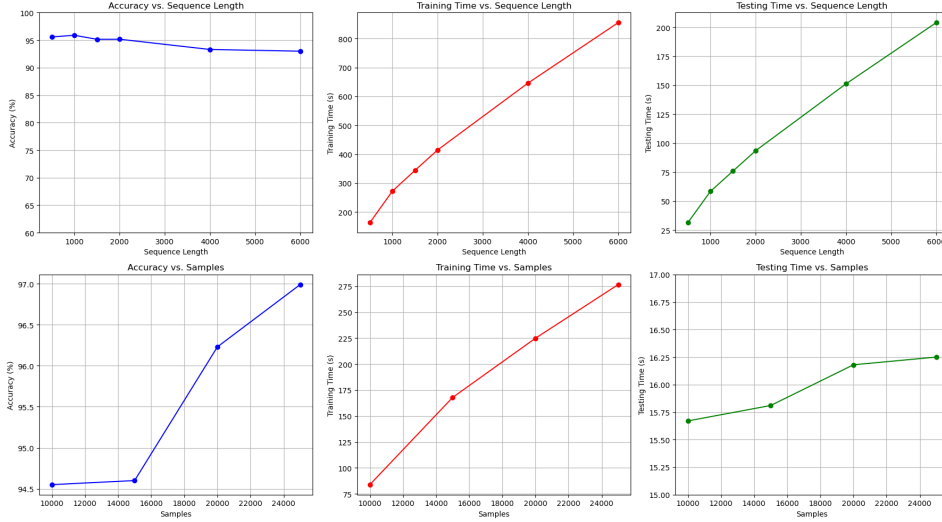 Accuracy vs. Sequence Length
100
95
90
85
80
75
70
65
60
Accuracy (%)
1000 2000 3000 4000 5000 6000
Sequence Length
Training Time vs. Sequence Length
800
600
400
300
200
Training Time (s)
1000 2000 3000 4000 5000 6000
Sequence Length
Testing Time vs. Sequence Length
200
175
150
125
100
75
50
25
Testing Time (s)
1000 2000 3000 4000 5000 6000
Sequence Length
Accuracy vs. Samples
97.0
96.5
96.0
95.5
95.0
94.5
Accuracy (%)
10000 12000 14000 16000 18000 20000 22000 24000
Samples
Training Time vs. Samples
275
250
225
200
175
150
125
100
75
Training Time (s)
10000 12000 14000 16000 18000 20000 22000 24000
Samples
Testing Time vs. Samples
17.00
16.75
16.50
16.25
16.00
15.75
15.50
15.25
15.00
Testing Time (s)
10000 12000 14000 16000 18000 20000 22000 24000
Samples